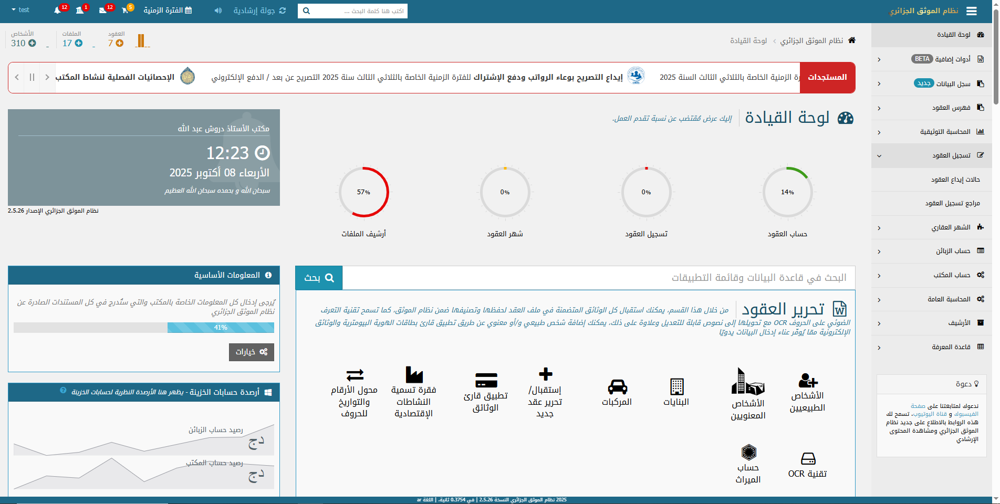 نظام الموثق الجزائري
اكتب هنا كلمة البحث ...
جولة إرشادية
الفترة الزمنية
5
12
1
12
test
نظام الموثق الجزائري
لوحة القيادة
العقود
7
الملفات
17
الأشخاص
310
لوحة القيادة
أدوات إضافية BETA
سجل البيانات جديد
فهرس العقود
المحاسبة التوثيقية
تسجيل العقود
حالات إيداع العقود
مراجع تسجيل العقود
الشهر العقاري
حساب الزبائن
حساب المكتب
المحاسبة العامة
الأرشيف
قاعدة المعرفة
دعوة
ندعوك لمتابعتنا على صفحة
الفيسبوك و قناة اليوتيوب. تسمح لك
هذه الروابط بالاطلاع على جديد نظام
الموثق الجزائري ومشاهدة المحتوى
الإرشادي
المستجدات
الزمنية الخاصة بالثلاثي الثالث السنة 2025
إيداع التصريح بوعاء الرواتب ودفع الإشتراك للفترة الزمنية الخاصة بالثلاثي الثالث سنة 2025 التصريح عن بعد / الدفع الإلكتروني
الإحصائيات الفصلية لنشاط المكتب
لوحة القيادة
إليك عرض مُقتضب عن نسبة تقدم العمل.
14%
حساب العقود
0%
تسجيل العقود
0%
شهر العقود
57%
أرشيف الملفات
مكتب الأستاذ دروش عبد الله
12:23
الأربعاء 08 أكتوبر 2025
سبحان الله و بحمده سبحان الله العظيم
نظام الموثق الجزائري الإصدار 2.5.26
البحث في قاعدة البيانات وقائمة التطبيقات
بحث
تحرير العقود
من خلال هذا القسم، يمكنك استقبال كل الوثائق المتضمنة في ملف العقد لحفظها وتصنيفها ضمن نظام الموثق، كما تسمح تقنية التعرف
الضوئي على الحروف OCR مع تحويلها إلى نصوص قابلة للتعديل وعلاوة على ذلك، يمكنك إضافة شخص طبيعي و/أو معنوي عن طريق تطبيق قارئ بطاقات الهوية البيومترية والوثائق
الإلكترونية ممّا يُوفّر عناء إدخال البيانات يدويّا
الأشخاص
الطبيعيين
الأشخاص
المعنويين
البنايات
المركبات
إستقبال/
تحرير عقد
جديد
تطبيق قارئ
الوثائق
فقرة تسمية
النشاطات
الإقتصادية
محول الأرقام
والتواريخ
للحروف
تقنية OCR
حساب
الميراث
المعلومات الأساسية
يُرجى إدخال كل المعلومات الخاصة بالمكتب والتي ستُدرج في كل المستندات الصادرة عن
نظام الموثق الجزائري
41%
خيارات
أرصدة حسابات الخزينة - يظهر هنا الأرصدة النظرية لحسابات الخزينة
رصيد حساب الزبائن
دج
رصيد حساب المكتب
دج
2025 نظام الموثق الجزائري النسخة 2.5.26 | في 0.3754 ثانية. | اللغة ar